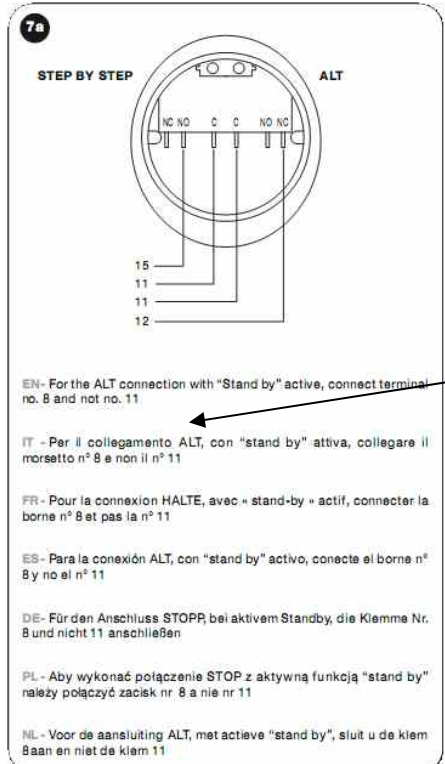 7a
STEP BY STEP
ALT
NC NO C C NO NC
15
11
11
12
EN- For the ALT connection with “Stand by” active, connect terminal
no. 8 and not no. 11
IT - Per il collegamento ALT, con “stand by” attiva, collegare il
morsetto n° 8 e non il n° 11
FR- Pour la connexion HALTE, avec « stand-by » actif, connecter la
borne n° 8 et pas la n° 11
ES- Para la conexión ALT, con “stand by” activo, conecte el borne n°
8 y no el n° 11
DE- Für den Anschluss STOPP, bei aktivem Standby, die Klemme Nr.
8 und nicht 11 anschließen
PL- Aby wykonać połączenie STOP z aktywną funkcją “stand by”
należy połączyć zacisk nr 8 a nie nr 11
NL- Voor de aansluiting ALT, met actieve “stand by”, sluit u de klem
8aan en niet de klem 11